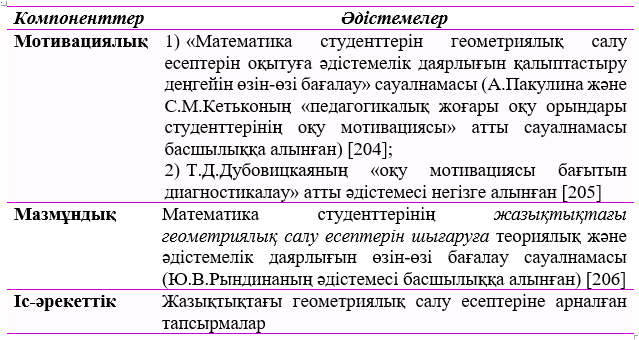 Компоненттер Әдістемелер
Мотивациялық 1) «Математика студенттерін геометриялық салу
есептерін оқытуға әдістемелік даярлығын қалыптастыру
деңгейін өзін-өзі бағалау» сауалнамасы (А.Пакулина және
С.М.Кетьконың «педагогикалық жоғары оқу орындары
студенттерінің оқу мотивациясы» атты сауалнамасы
басшылыққа алынған) [204];
2) Т.Д.Дубовицкаяның «оқу мотивациясы бағытын
диагностикалау» атты әдістемесі негізге алынған [205]
Мазмұндық Математика студенттерінің жазықтықтағы
геометриялық салу есептерін шығаруға теориялық және
әдістемелік даярлығын өзін-өзі бағалау сауалнамасы
(Ю.В.Рындинаның әдістемесі басшылыққа алынған) [206]
Іс-әрекеттік Жазықтықтағы геометриялық салу есептеріне арналған
тапсырмалар